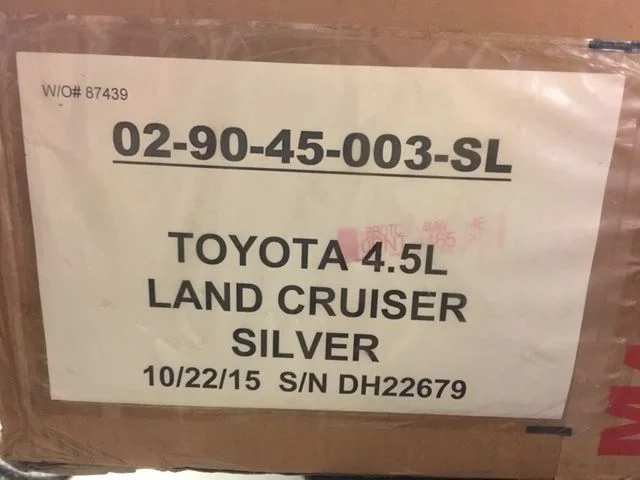 W/O# 87439
02-90-45-003-SL
TOYOTA 4.5L
LAND CRUISER
SILVER
10/22/15 S/N DH22679